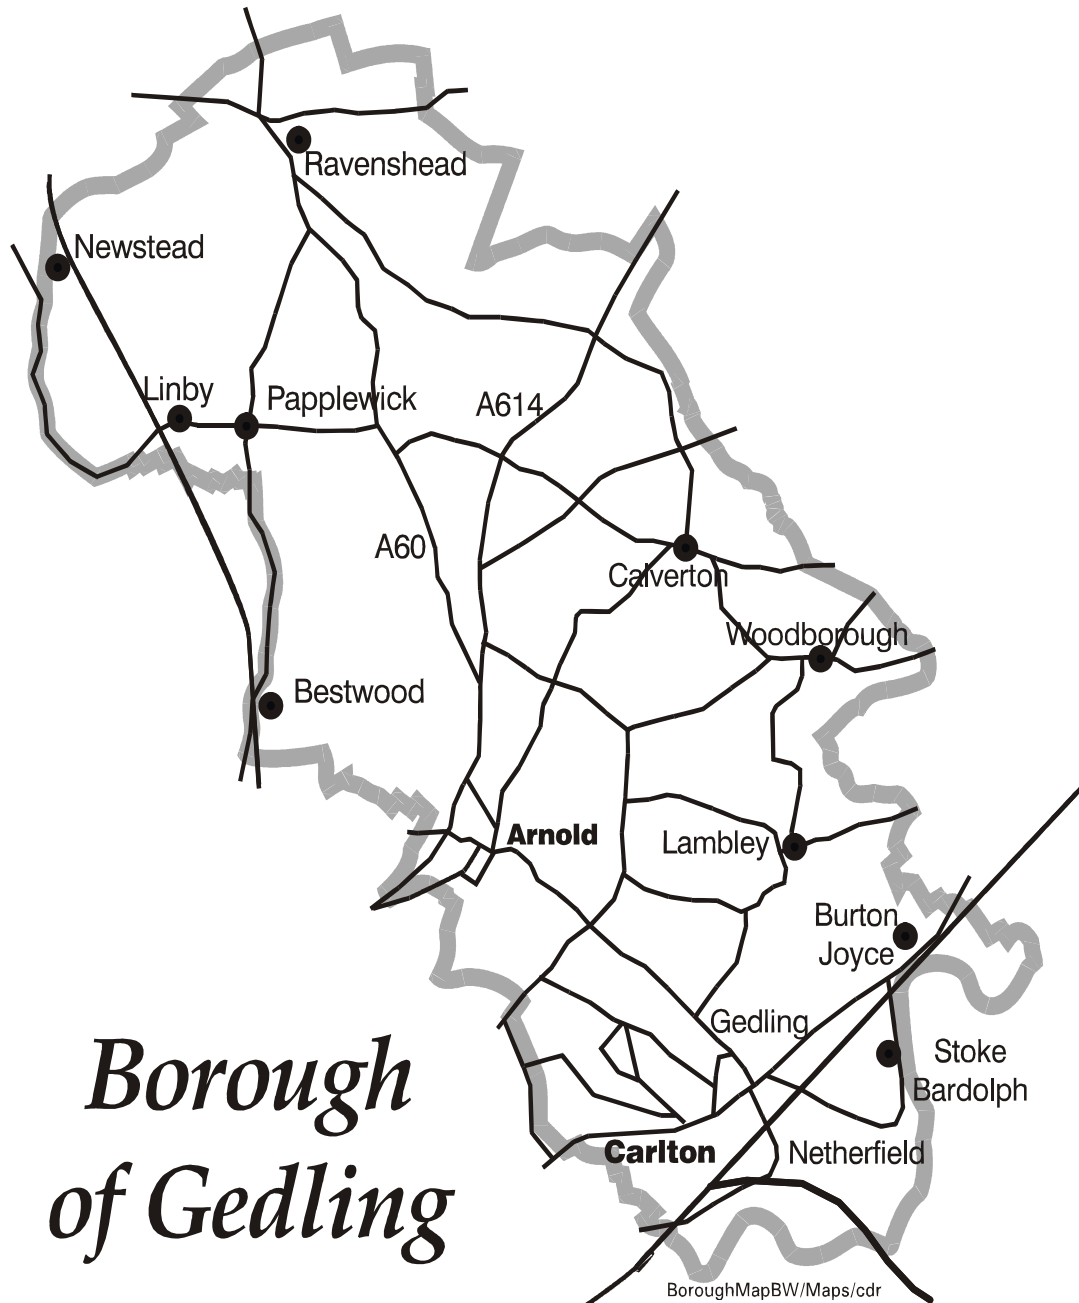 Ravenshead
Newstead
Linby
Papplewick
A614
A60
Calverton
Woodborough
Bestwood
Arnold
Lambley
Burton
Joyce
Gedling
Stoke
Bardolph
Carlton
Netherfield
Borough
of Gedling
BoroughMapBW/Maps/cdr